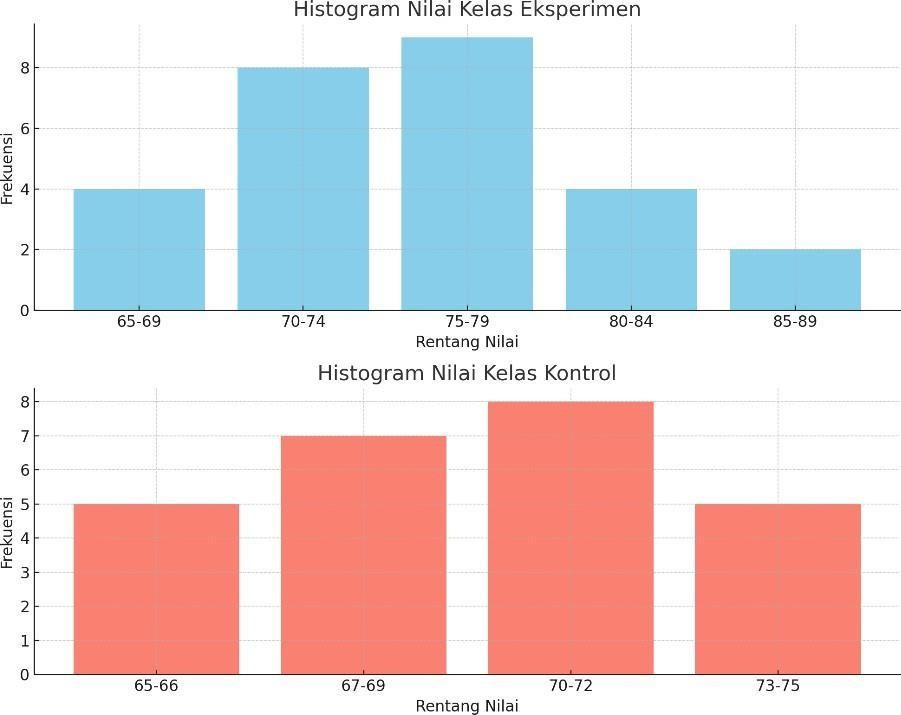 Histogram Nilai Kelas Eksperimen
Frekuensi
8
6
4
2
0
65-69 70-74 75-79 80-84 85-89
Rentang Nilai
Histogram Nilai Kelas Kontrol
Frekuensi
8
7
6
5
4
3
2
1
0
65-66 67-69 70-72 73-75
Rentang Nilai